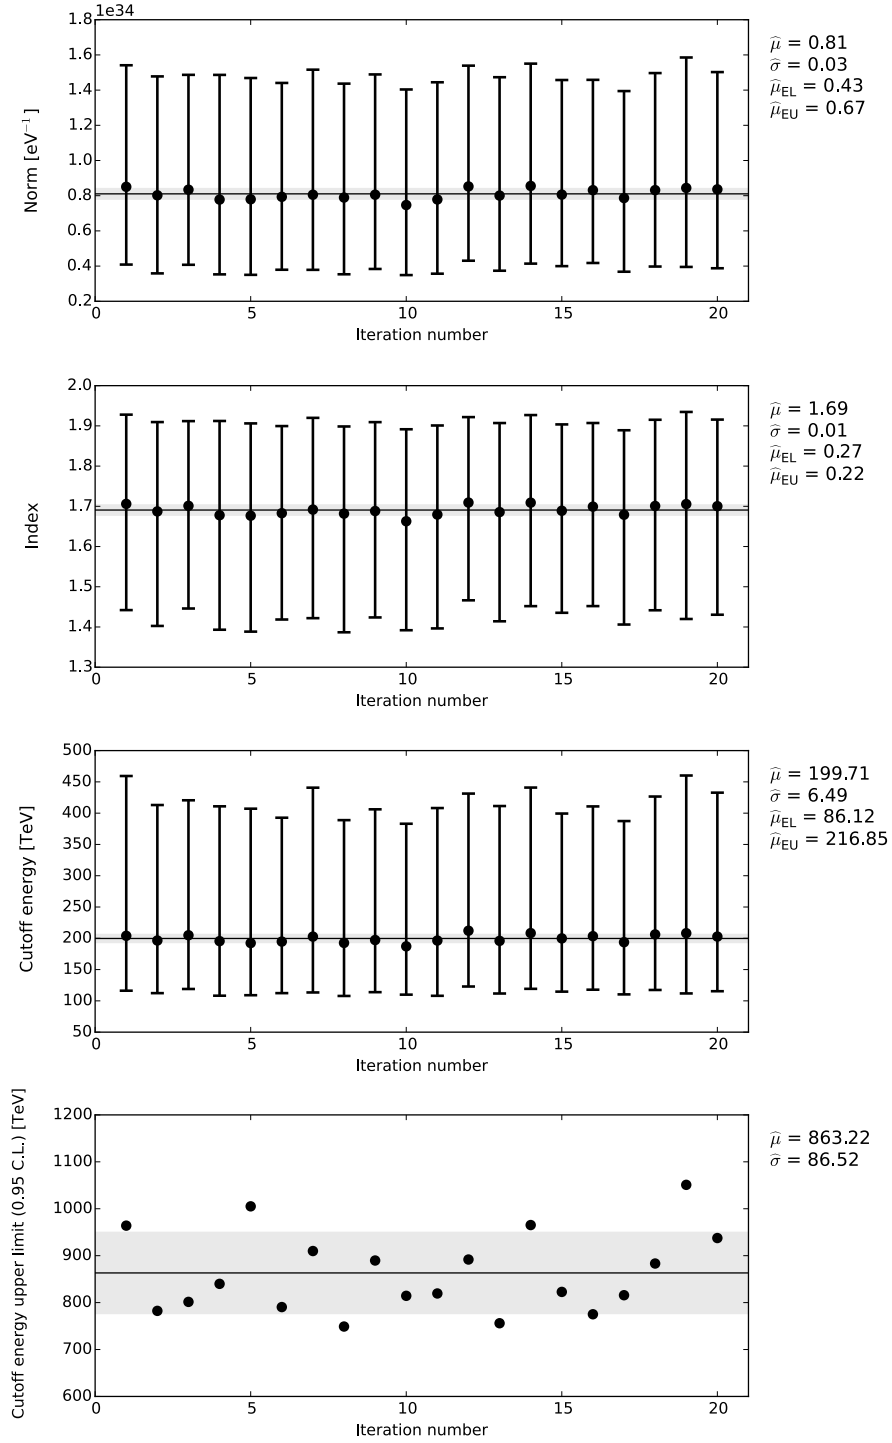 1e34
1.8
1.6
1.4
1.2
1.0
0.8
0.6
0.4
0.2
Norm [eV⁻¹]
0 5 10 15 20
Iteration number
μ̂ = 0.81
σ̂ = 0.03
μ̂_EL = 0.43
μ̂_EU = 0.67
2.0
1.9
1.8
1.7
1.6
1.5
1.4
1.3
Index
0 5 10 15 20
Iteration number
μ̂ = 1.69
σ̂ = 0.01
μ̂_EL = 0.27
μ̂_EU = 0.22
500
450
400
350
300
250
200
150
100
50
Cutoff energy [TeV]
0 5 10 15 20
Iteration number
μ̂ = 199.71
σ̂ = 6.49
μ̂_EL = 86.12
μ̂_EU = 216.85
1200
1100
1000
900
800
700
600
Cutoff energy upper limit (0.95 C.L.) [TeV]
0 5 10 15 20
Iteration number
μ̂ = 863.22
σ̂ = 86.52